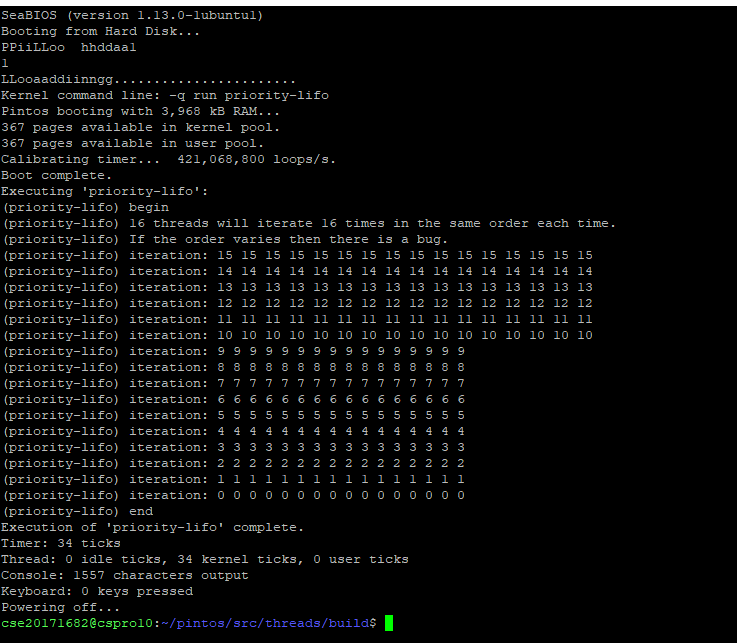 SeaBIOS (version 1.13.0-1ubuntu1)
Booting from Hard Disk...
PPiiLLoo  hhddaa1
1
LLooaaddiinngg.......................
Kernel command line: -q run priority-lifo
Pintos booting with 3,968 kB RAM...
367 pages available in kernel pool.
367 pages available in user pool.
Calibrating timer...  421,068,800 loops/s.
Boot complete.
Executing 'priority-lifo':
(priority-lifo) begin
(priority-lifo) 16 threads will iterate 16 times in the same order each time.
(priority-lifo) If the order varies then there is a bug.
(priority-lifo) iteration: 15 15 15 15 15 15 15 15 15 15 15 15 15 15 15 15
(priority-lifo) iteration: 14 14 14 14 14 14 14 14 14 14 14 14 14 14 14 14
(priority-lifo) iteration: 13 13 13 13 13 13 13 13 13 13 13 13 13 13 13 13
(priority-lifo) iteration: 12 12 12 12 12 12 12 12 12 12 12 12 12 12 12 12
(priority-lifo) iteration: 11 11 11 11 11 11 11 11 11 11 11 11 11 11 11 11
(priority-lifo) iteration: 10 10 10 10 10 10 10 10 10 10 10 10 10 10 10 10
(priority-lifo) iteration: 9 9 9 9 9 9 9 9 9 9 9 9 9 9 9 9
(priority-lifo) iteration: 8 8 8 8 8 8 8 8 8 8 8 8 8 8 8 8
(priority-lifo) iteration: 7 7 7 7 7 7 7 7 7 7 7 7 7 7 7 7
(priority-lifo) iteration: 6 6 6 6 6 6 6 6 6 6 6 6 6 6 6 6
(priority-lifo) iteration: 5 5 5 5 5 5 5 5 5 5 5 5 5 5 5 5
(priority-lifo) iteration: 4 4 4 4 4 4 4 4 4 4 4 4 4 4 4 4
(priority-lifo) iteration: 3 3 3 3 3 3 3 3 3 3 3 3 3 3 3 3
(priority-lifo) iteration: 2 2 2 2 2 2 2 2 2 2 2 2 2 2 2 2
(priority-lifo) iteration: 1 1 1 1 1 1 1 1 1 1 1 1 1 1 1 1
(priority-lifo) iteration: 0 0 0 0 0 0 0 0 0 0 0 0 0 0 0 0
(priority-lifo) end
Execution of 'priority-lifo' complete.
Timer: 34 ticks
Thread: 0 idle ticks, 34 kernel ticks, 0 user ticks
Console: 1557 characters output
Keyboard: 0 keys pressed
Powering off...
cse20171682@cspro10:~/pintos/src/threads/build$